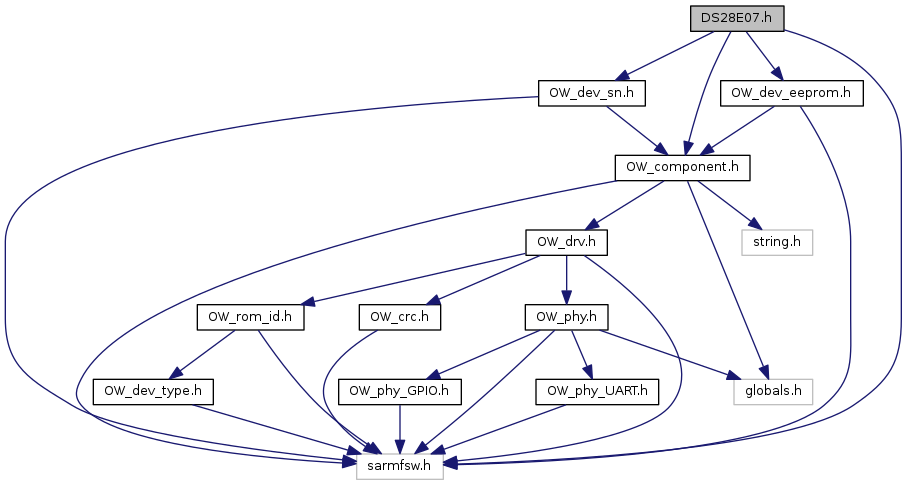 DS28E07.h
OW_dev_sn.h
OW_dev_eeprom.h
OW_component.h
OW_drv.h
string.h
OW_rom_id.h
OW_crc.h
OW_phy.h
OW_dev_type.h
OW_phy_GPIO.h
OW_phy_UART.h
globals.h
sarmfsw.h